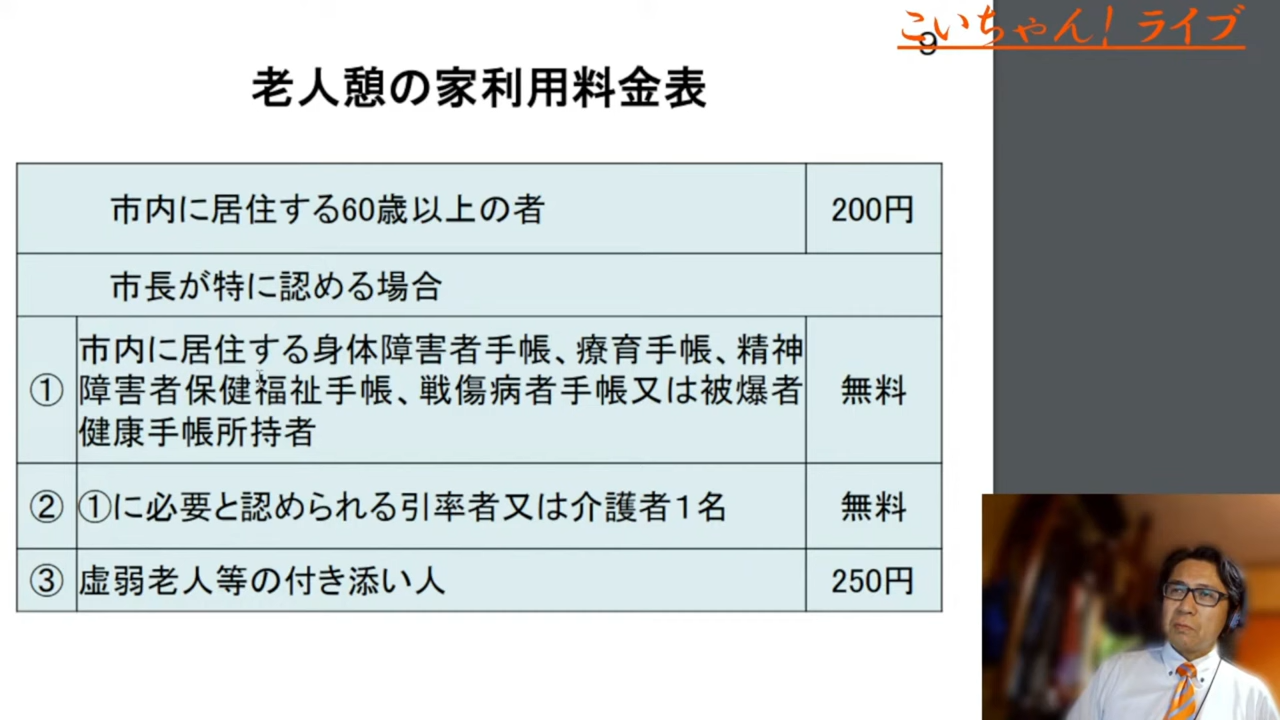 こいちゃん！ライブ
9
老人憩の家利用料金表
市内に居住する60歳以上の者 200円
市長が特に認める場合
① 市内に居住する身体障害者手帳、療育手帳、精神
障害者保健福祉手帳、戦傷病者手帳又は被爆者 無料
健康手帳所持者
② ①に必要と認められる引率者又は介護者１名 無料
③ 虚弱老人等の付き添い人 250円